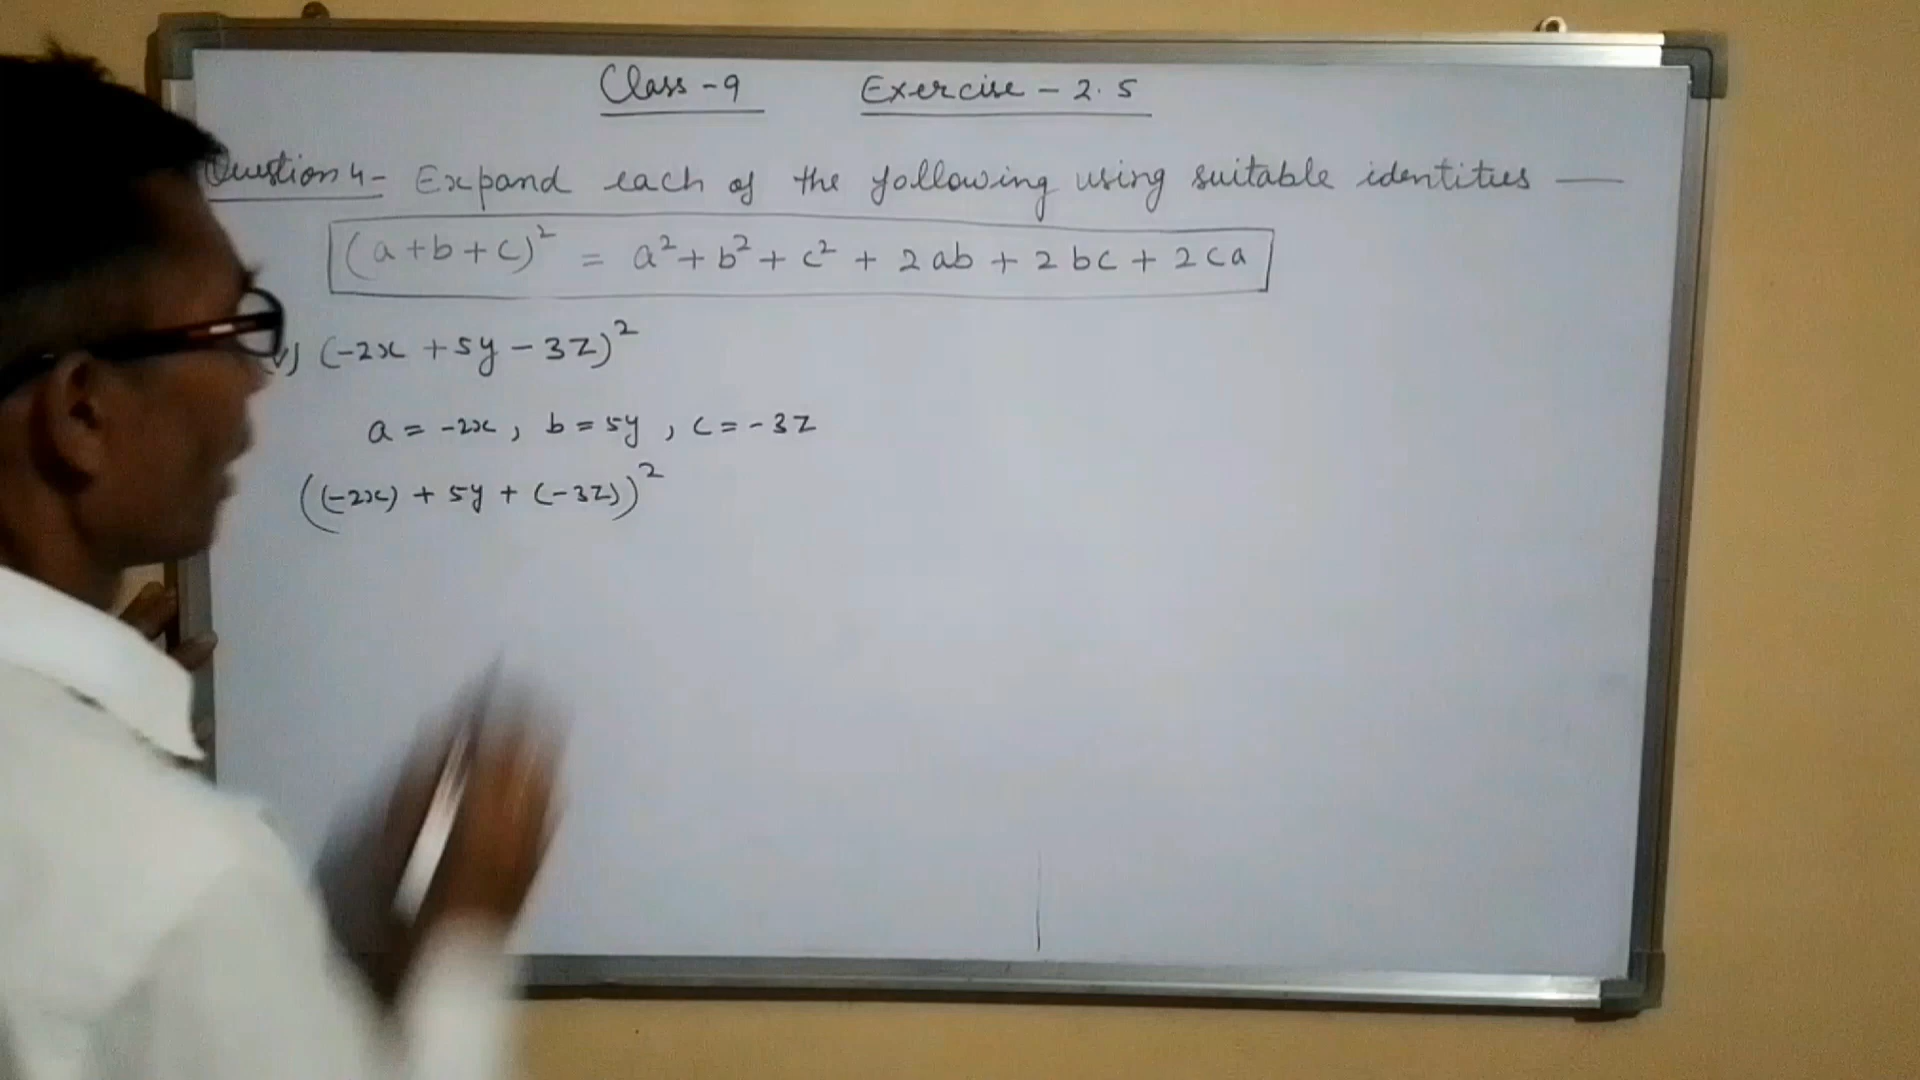 Class - 9 Exercise - 2.5
Question 4 - Expand each of the following using suitable identities —
(a+b+c)² = a² + b² + c² + 2ab + 2bc + 2ca
(-2x + 5y - 3z)²
a = -2x, b = 5y, c = -3z
((-2x) + 5y + (-3z))²